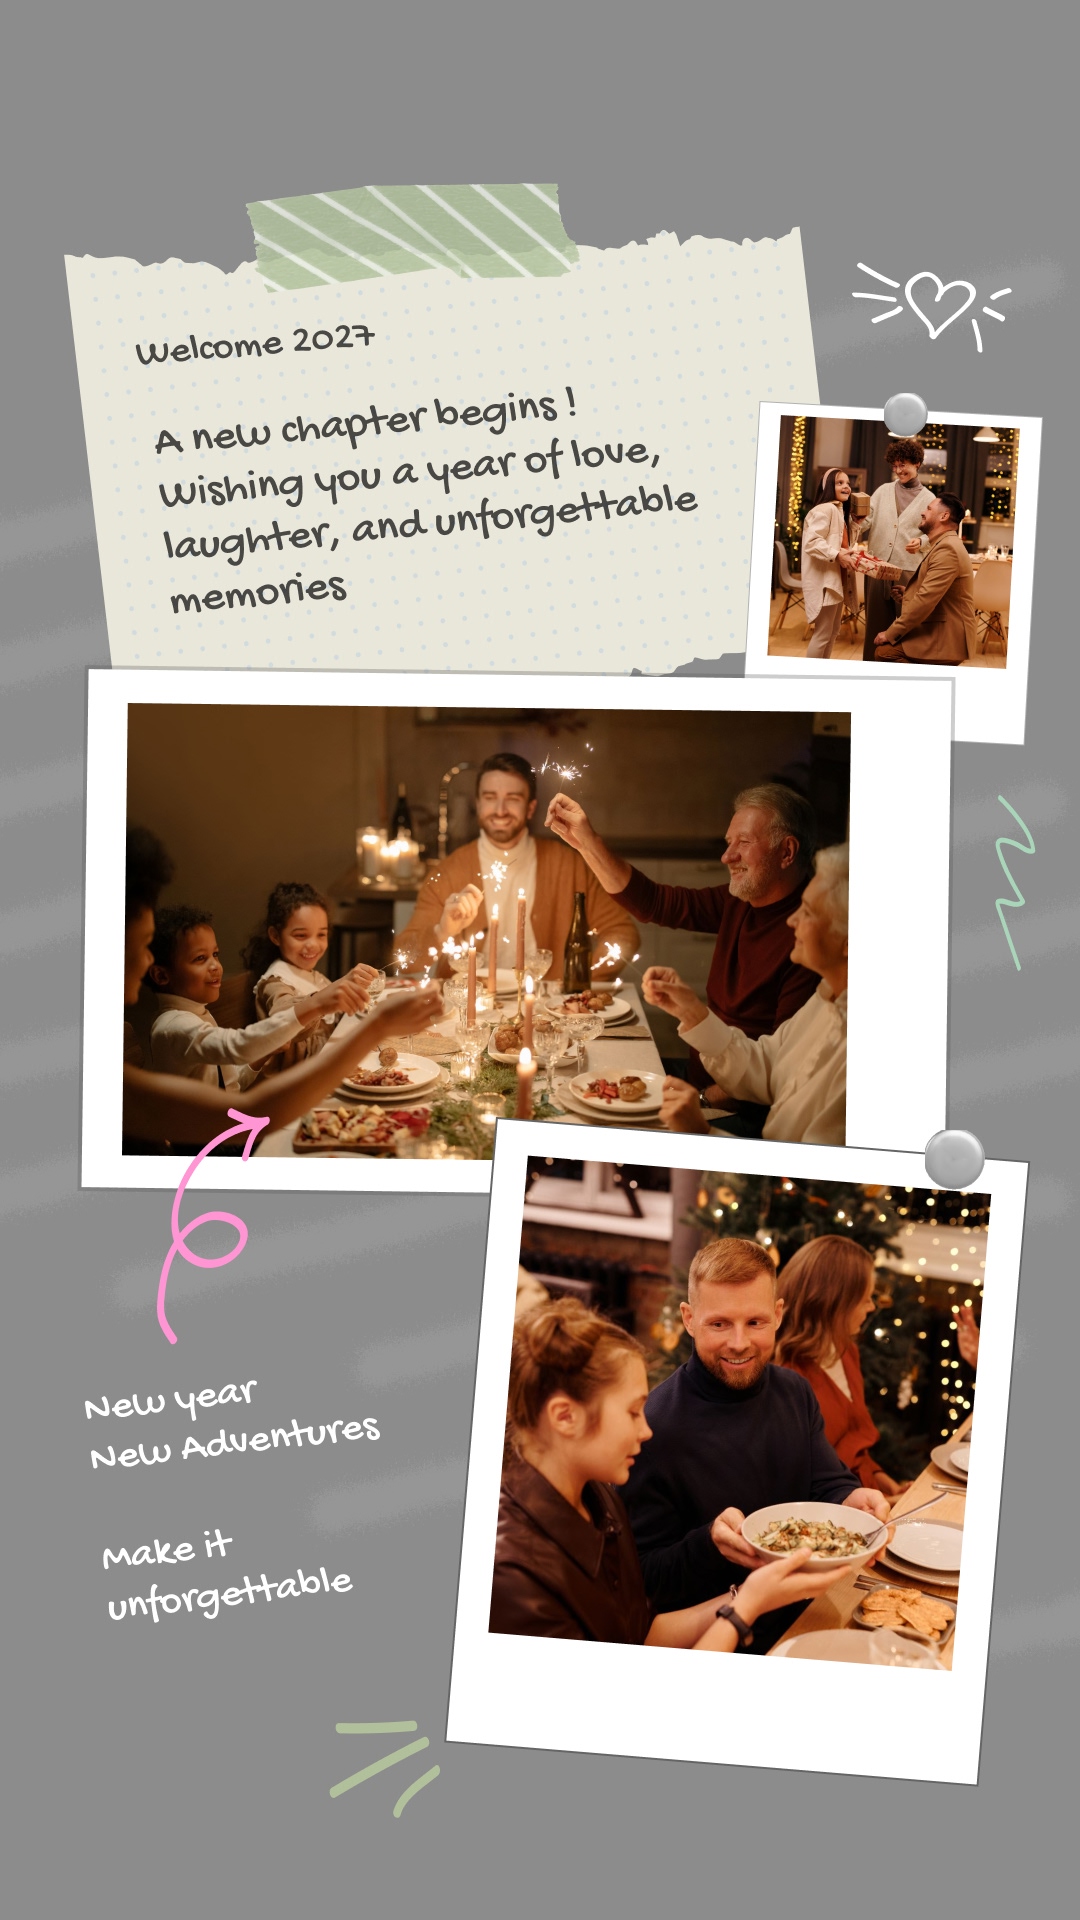 Welcome 2027
A new chapter begins !
Wishing you a year of love,
laughter, and unforgettable
memories
New year
New Adventures
Make it
unforgettable